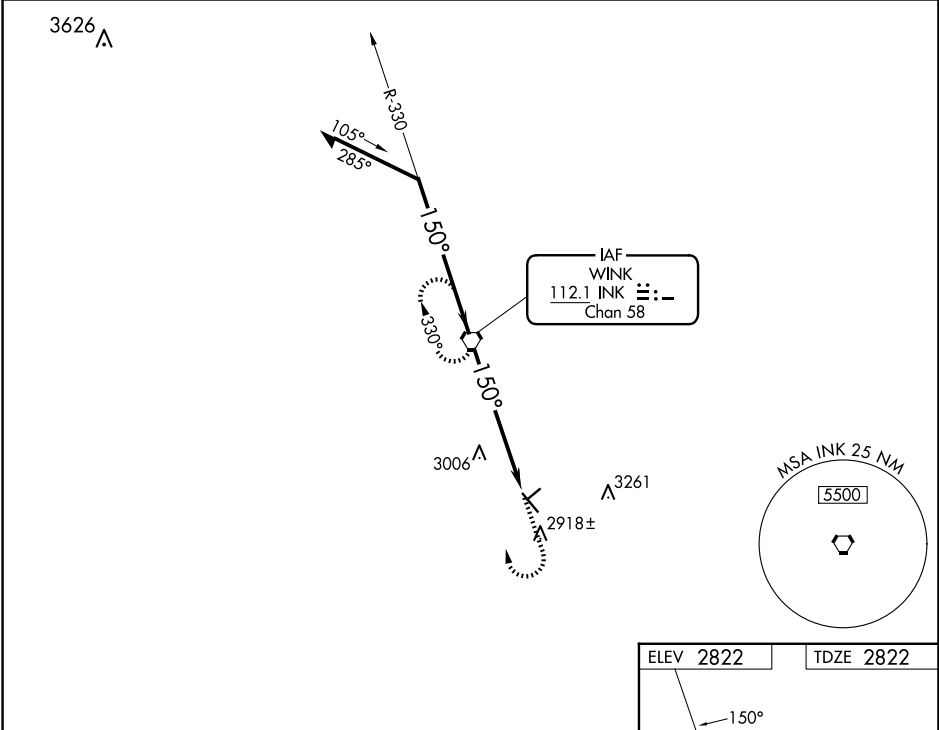 3626
R-330
105°
285°
150°
IAF
WINK
112.1 INK
Chan 58
330°
150°
3006
3261
2918±
MSA INK 25 NM
5500
ELEV 2822
TDZE 2822
150°